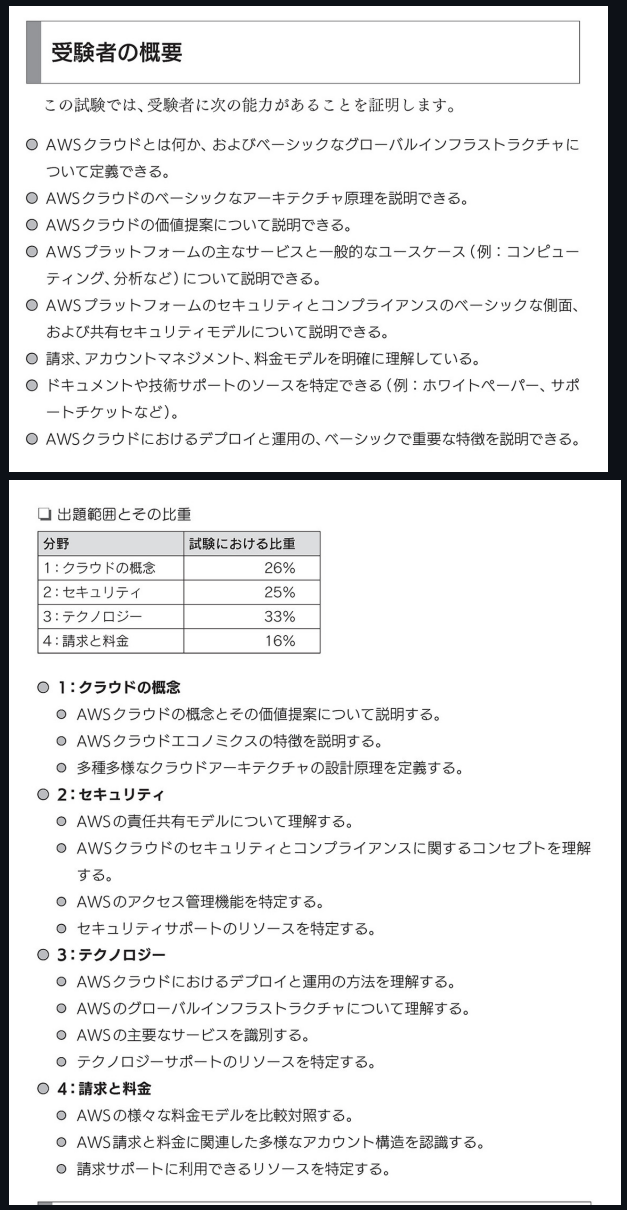 受験者の概要
この試験では、受験者に次の能力があることを証明します。
AWSクラウドとは何か、およびベーシックなグローバルインフラストラクチャに
ついて定義できる。
AWSクラウドのベーシックなアーキテクチャ原理を説明できる。
AWSクラウドの価値提案について説明できる。
AWSプラットフォームの主なサービスと一般的なユースケース（例：コンピュー
ティング、分析など）について説明できる。
AWSプラットフォームのセキュリティとコンプライアンスのベーシックな側面、
および共有セキュリティモデルについて説明できる。
請求、アカウントマネジメント、料金モデルを明確に理解している。
ドキュメントや技術サポートのソースを特定できる（例：ホワイトペーパー、サポ
ートチケットなど）。
AWSクラウドにおけるデプロイと運用の、ベーシックで重要な特徴を説明できる。
出題範囲とその比重
分野 試験における比重
1：クラウドの概念 26%
2：セキュリティ 25%
3：テクノロジー 33%
4：請求と料金 16%
1：クラウドの概念
AWSクラウドの概念とその価値提案について説明する。
AWSクラウドエコノミクスの特徴を説明する。
多種多様なクラウドアーキテクチャの設計原理を定義する。
2：セキュリティ
AWSの責任共有モデルについて理解する。
AWSクラウドのセキュリティとコンプライアンスに関するコンセプトを理解
する。
AWSのアクセス管理機能を特定する。
セキュリティサポートのリソースを特定する。
3：テクノロジー
AWSクラウドにおけるデプロイと運用の方法を理解する。
AWSのグローバルインフラストラクチャについて理解する。
AWSの主要なサービスを識別する。
テクノロジーサポートのリソースを特定する。
4：請求と料金
AWSの様々な料金モデルを比較対照する。
AWS請求と料金に関連した多様なアカウント構造を認識する。
請求サポートに利用できるリソースを特定する。